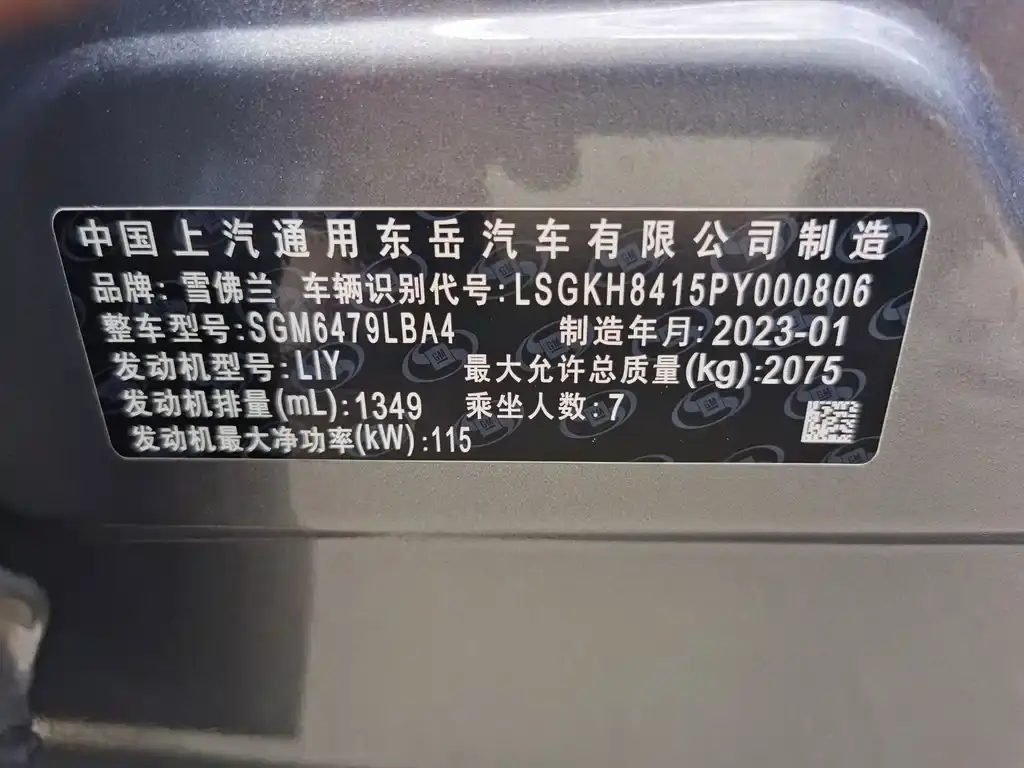 中国上汽通用东岳汽车有限公司制造
品牌: 雪佛兰 车辆识别代号:LSGKH8415PY000806
整车型号:SGM6479LBA4 制造年月:2023-01
发动机型号:LIY 最大允许总质量(kg):2075
发动机排量(mL):1349 乘坐人数:7
发动机最大净功率(kW):115